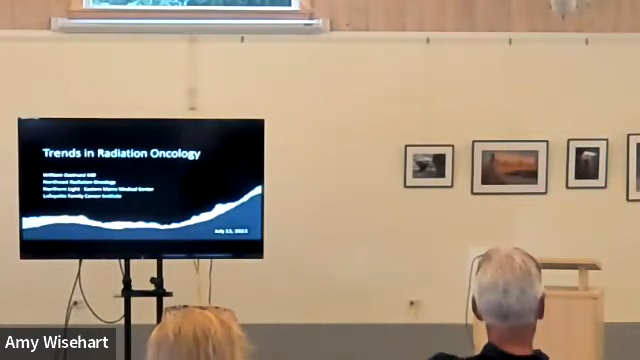 Trends in Radiation Oncology
Northeast Radiation Oncology
Northern Light - Eastern Maine Medical Center
Lafayette Family Cancer Institute
Amy Wisehart